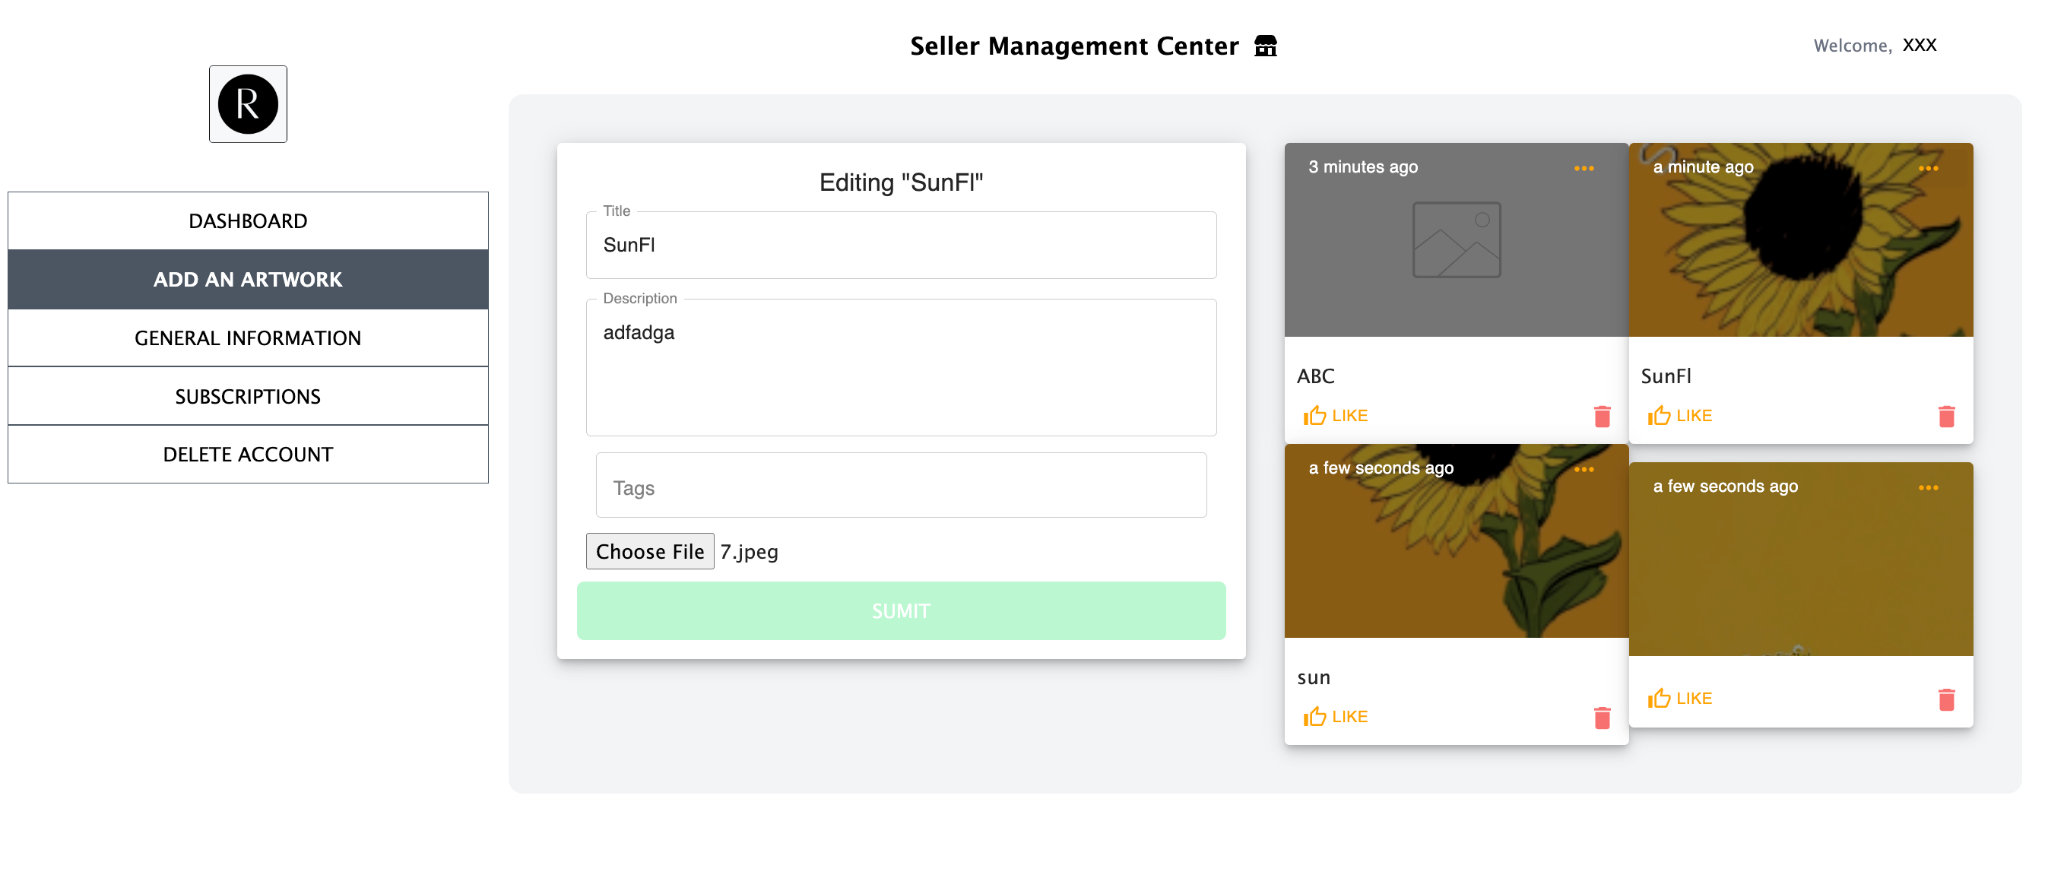 Seller Management Center
Welcome, XXX
R
DASHBOARD
ADD AN ARTWORK
GENERAL INFORMATION
SUBSCRIPTIONS
DELETE ACCOUNT
Editing "SunFl"
Title
SunFl
Description
adfadga
Tags
Choose File 7.jpeg
SUMIT
3 minutes ago
ABC
LIKE
a minute ago
SunFl
LIKE
a few seconds ago
sun
LIKE
a few seconds ago
LIKE